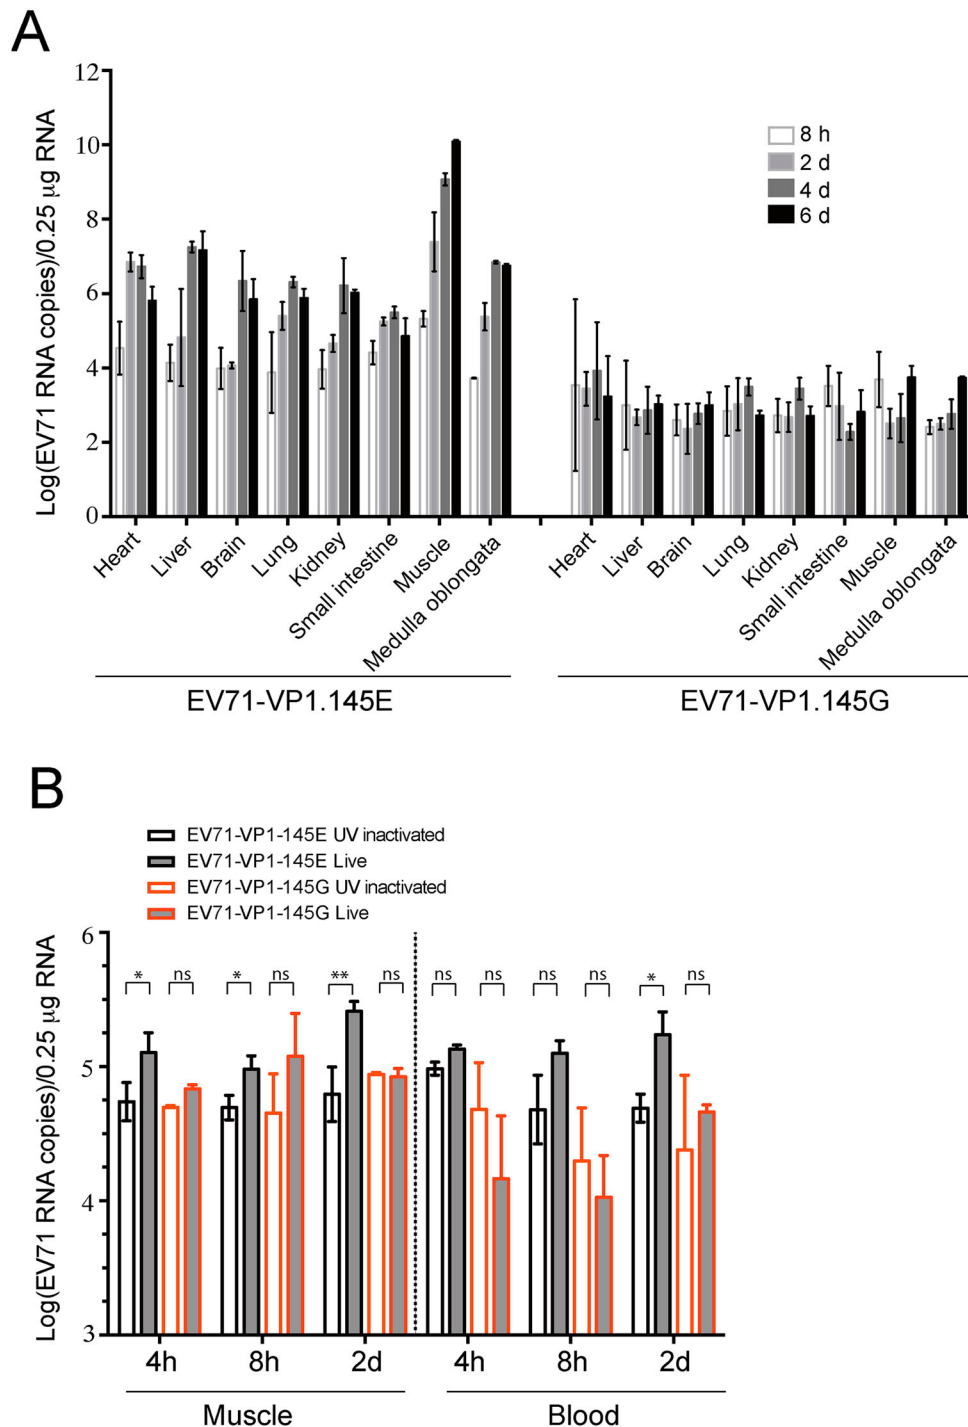 A
Log(EV71 RNA copies)/0.25 μg RNA
12
10
8
6
4
2
0
8 h
2 d
4 d
6 d
Heart
Liver
Brain
Lung
Kidney
Small intestine
Muscle
Medulla oblongata
Heart
Liver
Brain
Lung
Kidney
Small intestine
Muscle
Medulla oblongata
EV71-VP1.145E
EV71-VP1.145G
B
EV71-VP1-145E UV inactivated
EV71-VP1-145E Live
EV71-VP1-145G UV inactivated
EV71-VP1-145G Live
Log(EV71 RNA copies)/0.25 μg RNA
6
5
4
3
* ns * ns ** ns ns ns ns ns * ns
4h 8h 2d 4h 8h 2d
Muscle Blood